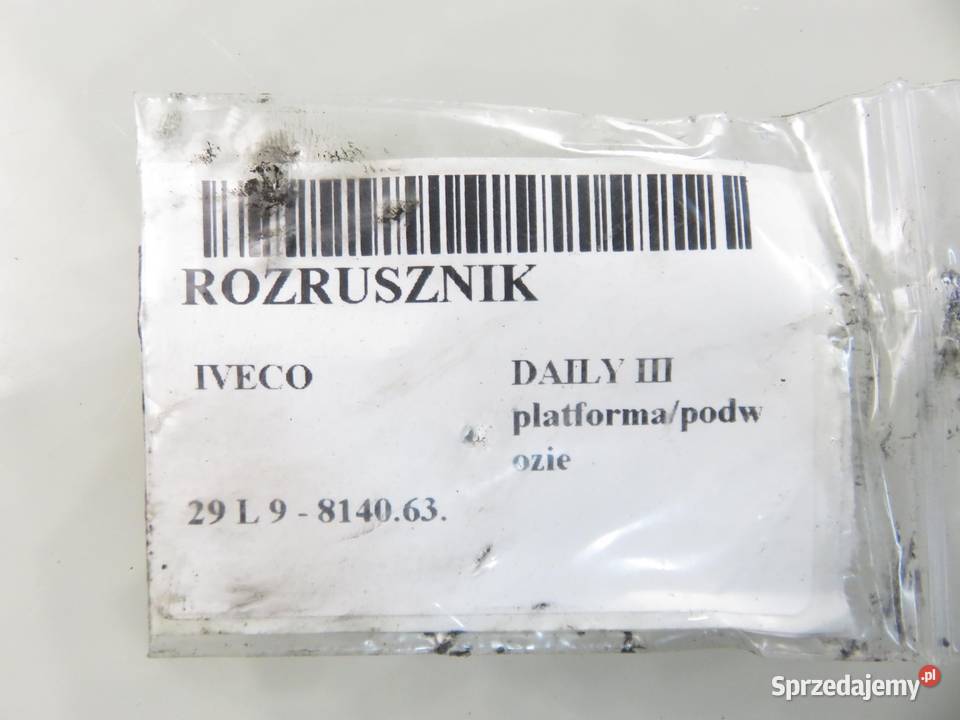 ROZRUSZNIK
IVECO DAILY III
platforma/podw
ozie
29 L 9 - 8140.63.
Sprzedajemy.pl